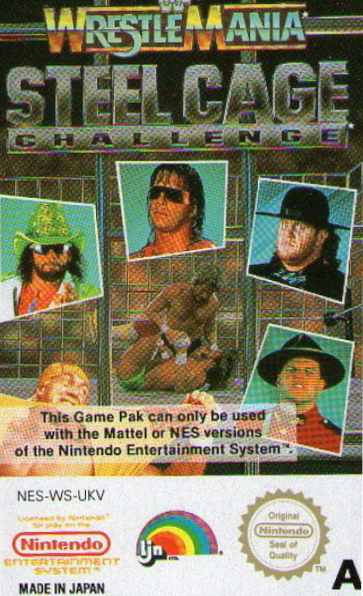 WF
WRESTLEMANIA
STEEL CAGE
CHALLENGE
This Game Pak can only be used
with the Mattel or NES versions
of the Nintendo Entertainment System™.
NES-WS-UKV
Licensed by Nintendo®
for play on the
Nintendo
ENTERTAINMENT
SYSTEM™
MADE IN JAPAN
ljn
Original
Nintendo
Seal of
Quality
TM
A